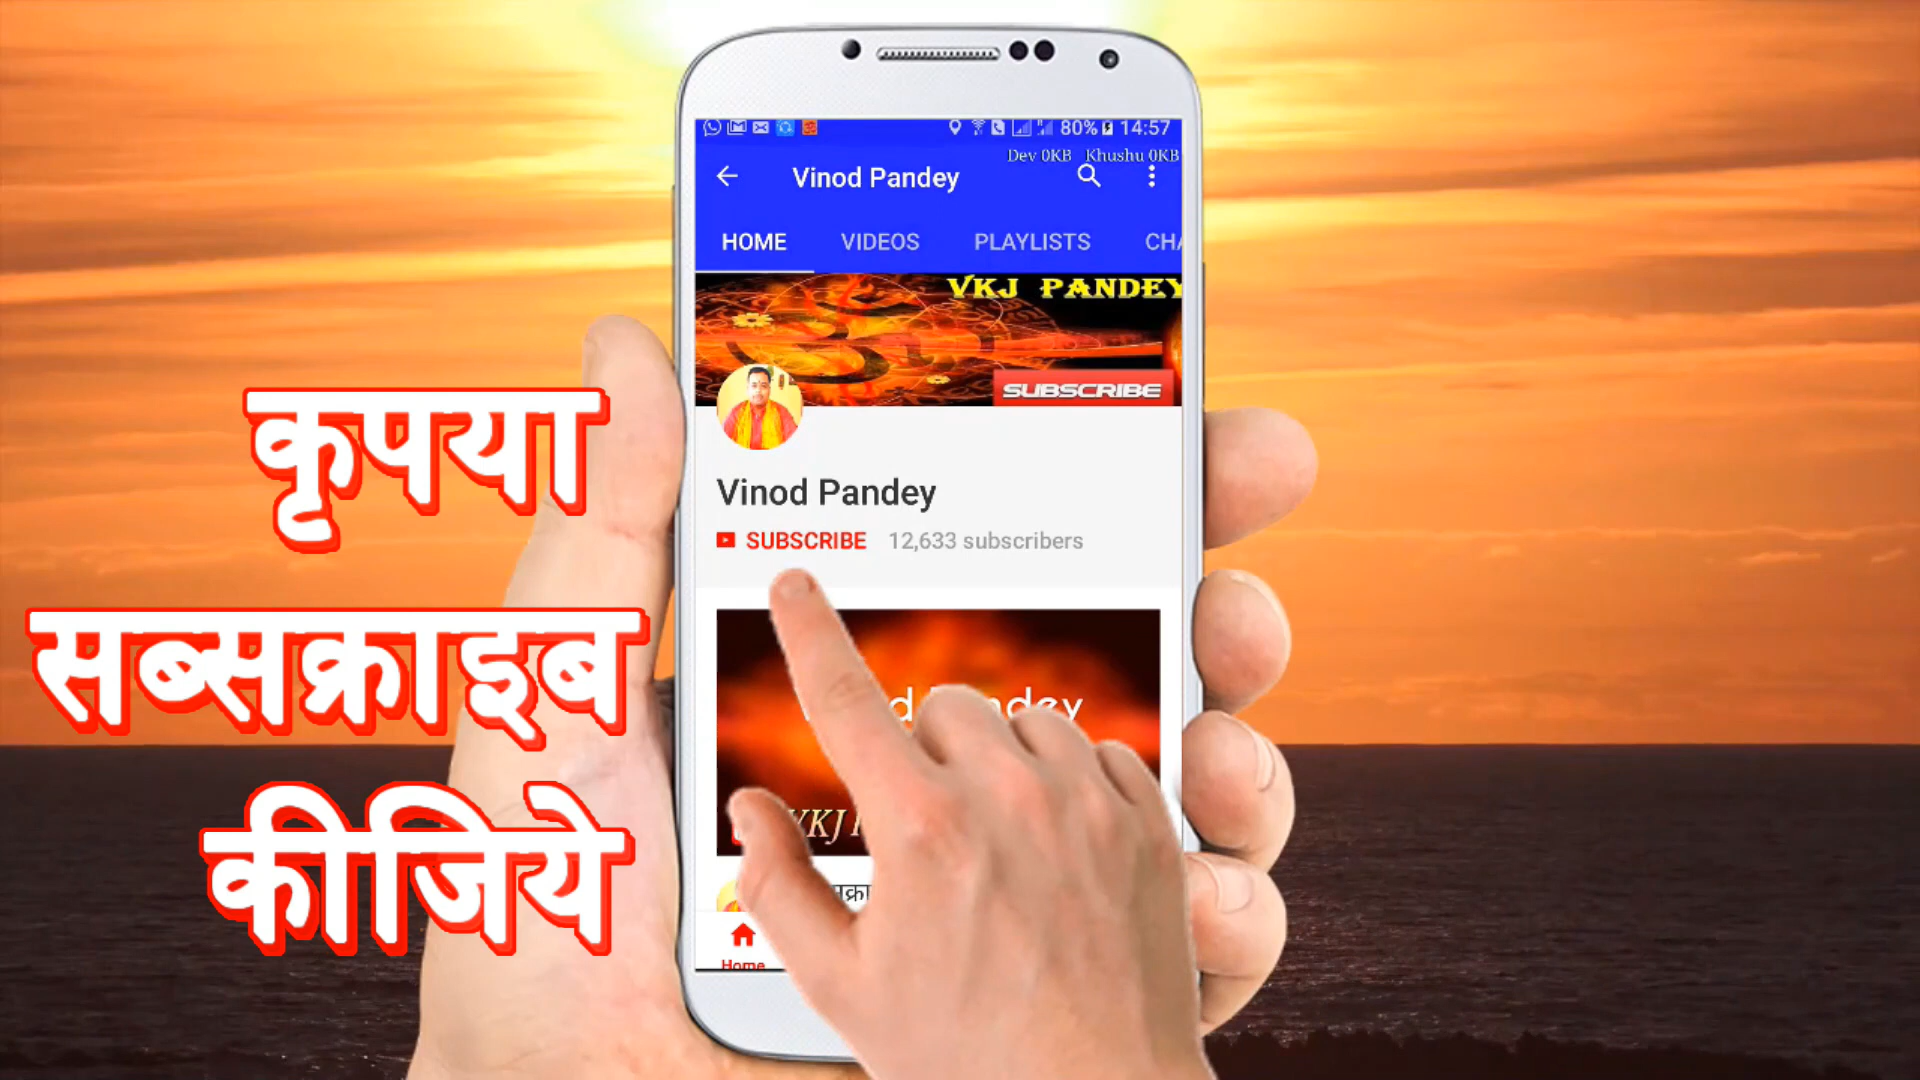 80% 14:57
Dev 0KB Khushu 0KB
Vinod Pandey
HOME VIDEOS PLAYLISTS
VKJ PANDEY
SUBSCRIBE
Vinod Pandey
SUBSCRIBE 12,633 subscribers
Home
कृपया
सब्सक्राइब
कीजिये